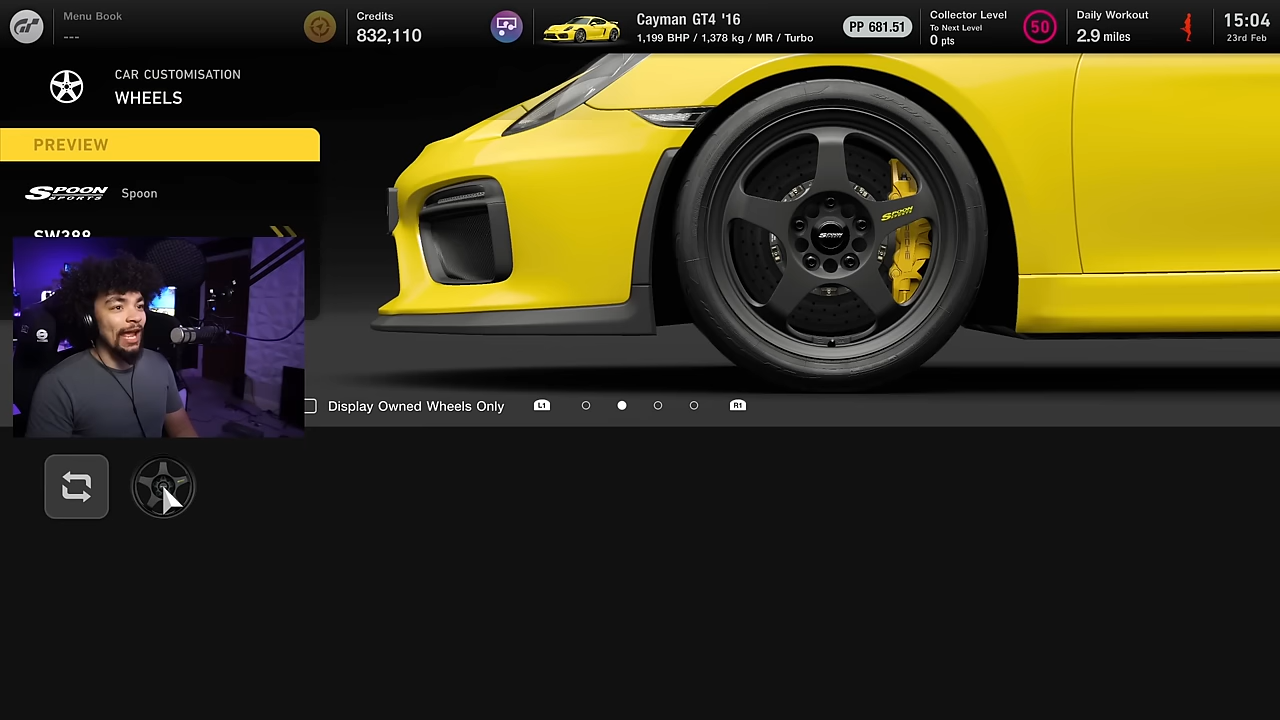 Menu Book
---
Credits
832,110
Cayman GT4 '16
1,199 BHP / 1,378 kg / MR / Turbo
PP 681.51
Collector Level
To Next Level
0 pts
50
Daily Workout
2.9 miles
15:04
23rd Feb
CAR CUSTOMISATION
WHEELS
PREVIEW
SPOON
SPORTS
Spoon
SW388
SPOON
SPOON
Display Owned Wheels Only
L1
R1